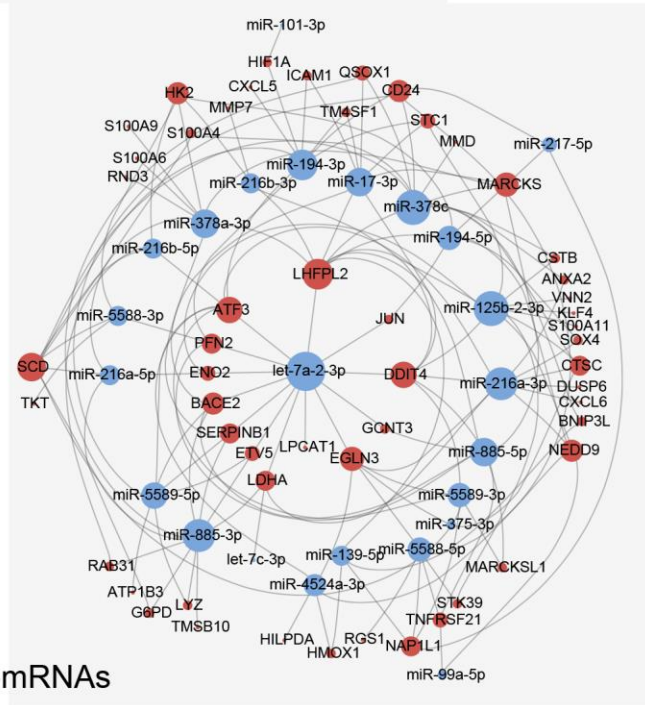 miR-101-3p
HIF1A
ICAM1
QSOX1
CXCL5
CD24
HK2
MMP7
TM4SF1
STC1
S100A9
S100A4
MMD
miR-217-5p
S100A6
miR-194-3p
RND3
miR-216b-3p
miR-17-3p
MARCKS
miR-378c
miR-378a-3p
miR-194-5p
miR-216b-5p
CSTB
LHFPL2
ANXA2
VNN2
ATF3
miR-125b-2-3p
KLF4
miR-5588-3p
JUN
S100A11
SOX4
PFN2
SCD
miR-216a-5p
ENO2
let-7a-2-3p
DDIT4
miR-216a-3p
CTSC
DUSP6
TKT
BACE2
CXCL6
BNIP3L
SERPINB1
GCNT3
ETV5
LPCAT1
EGLN3
miR-885-5p
NEDD9
LDHA
miR-5589-5p
miR-5589-3p
miR-885-3p
miR-375-3p
let-7c-3p
miR-139-5p
miR-5588-5p
RAB31
MARCKSL1
miR-4524a-3p
ATP1B3
G6PD
LYZ
STK39
TMSB10
TNFRSF21
HILPDA
RGS1
NAP1L1
HMOX1
miR-99a-5p
mRNAs